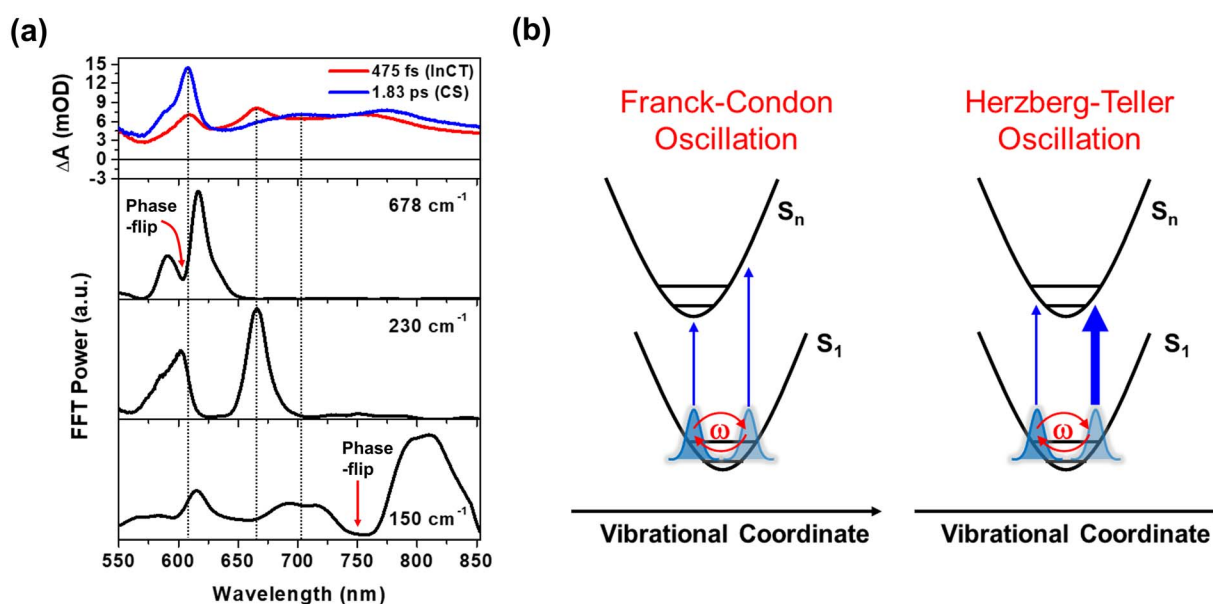 (a)
ΔA (mOD)
15
12
9
6
3
0
-3
475 fs (InCT)
1.83 ps (CS)
678 cm⁻¹
Phase
-flip
230 cm⁻¹
Phase
-flip
150 cm⁻¹
FFT Power (a.u.)
550 600 650 700 750 800 850
Wavelength (nm)
(b)
Franck-Condon
Oscillation
Sₙ
S₁
ω
Vibrational Coordinate
Herzberg-Teller
Oscillation
Sₙ
S₁
ω
Vibrational Coordinate